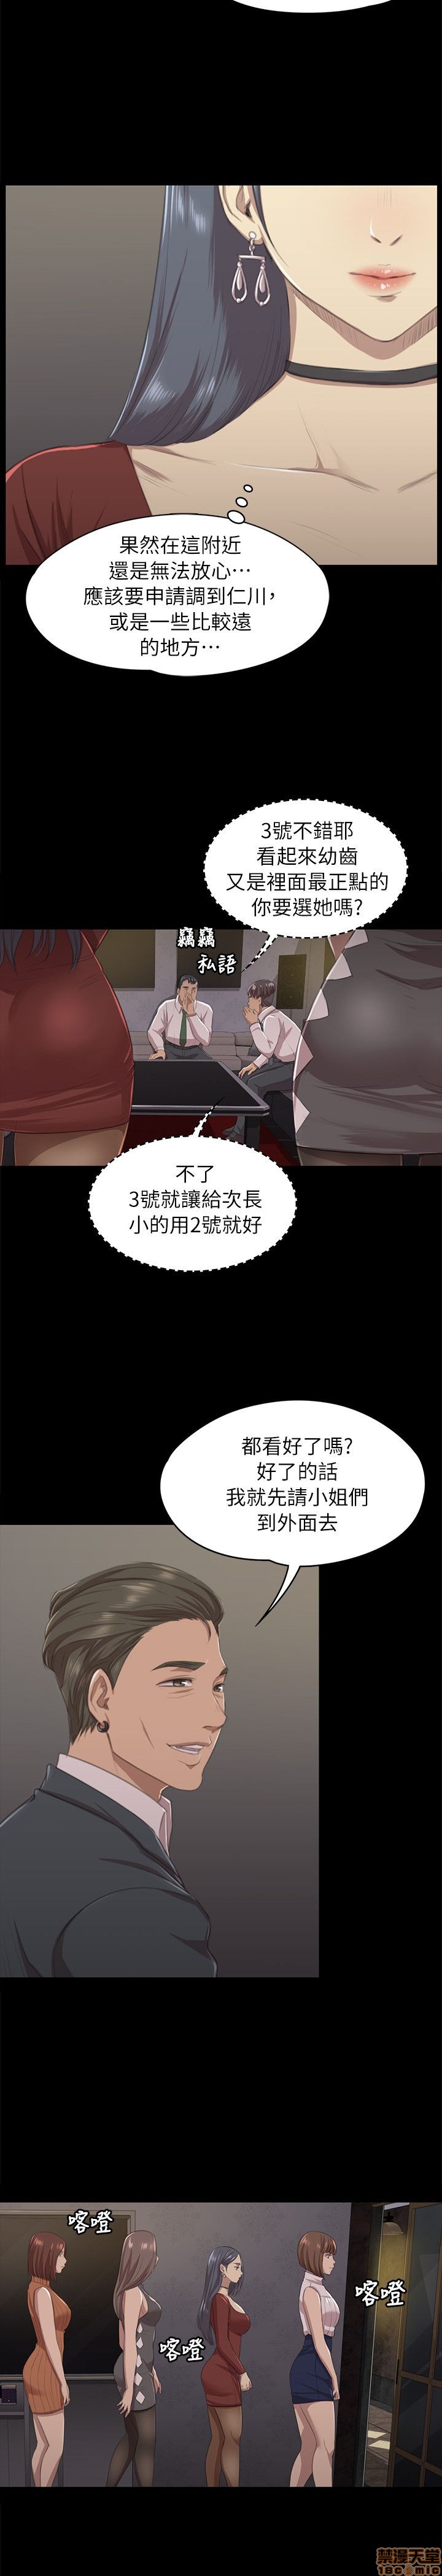 果然在這附近
還是無法放心…
應該要申請調到仁川,
或是一些比較遠
的地方…
3號不錯耶
看起來幼齒
又是裡面最正點的
你要選她嗎?
竊竊
私語
不了
3號就讓給次長
小的用2號就好
都看好了嗎?
好了的話
我就先請小姐們
到外面去
喀噔
喀噔
喀噔
禁漫天堂
18COMIC